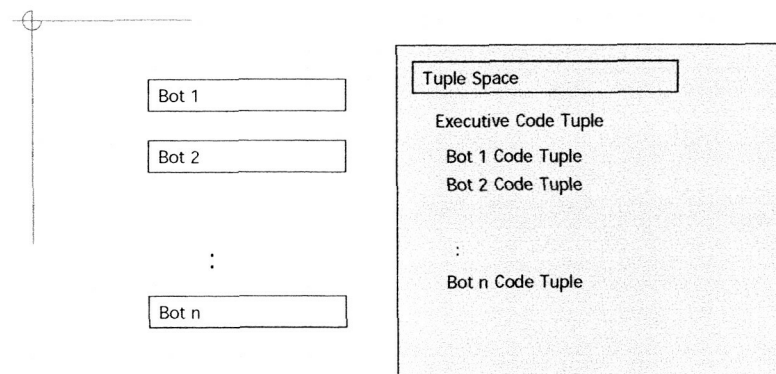 Bot 1
Bot 2
:
Bot n
Tuple Space
Executive Code Tuple
Bot 1 Code Tuple
Bot 2 Code Tuple
:
Bot n Code Tuple